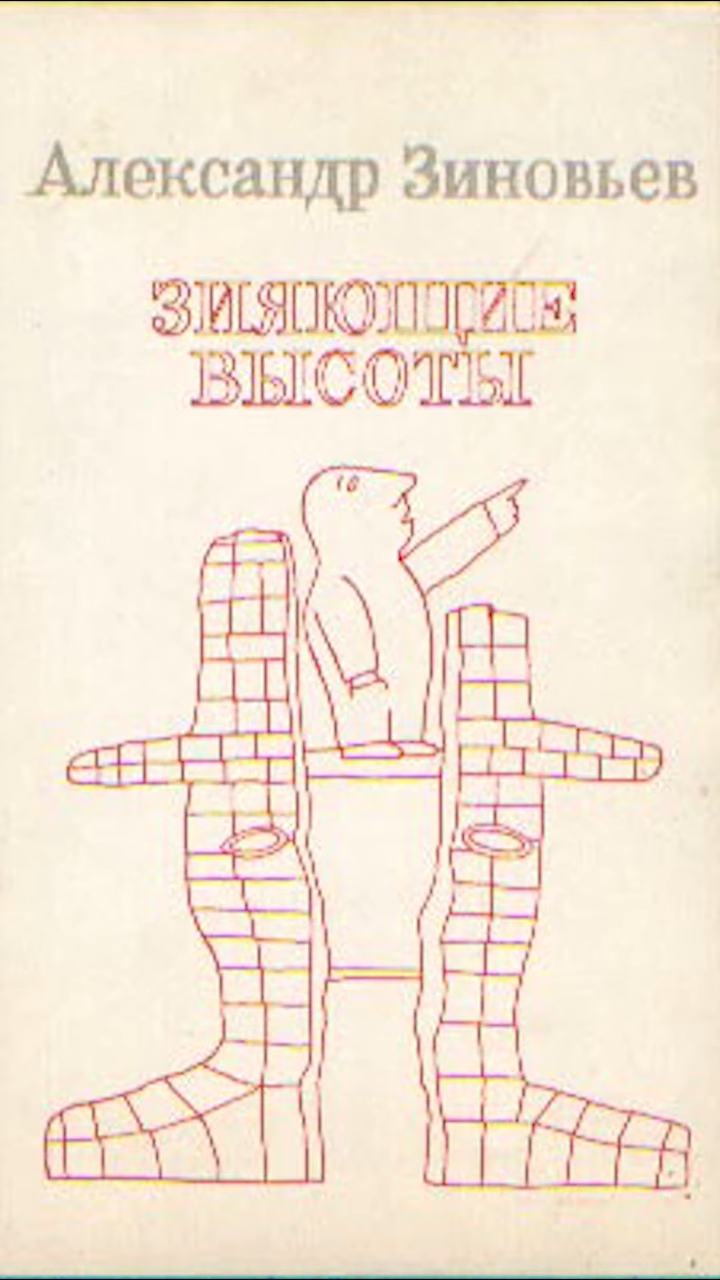 Александр Зиновьев
ЗИЯЮЩИЕ
ВЫСОТЫ